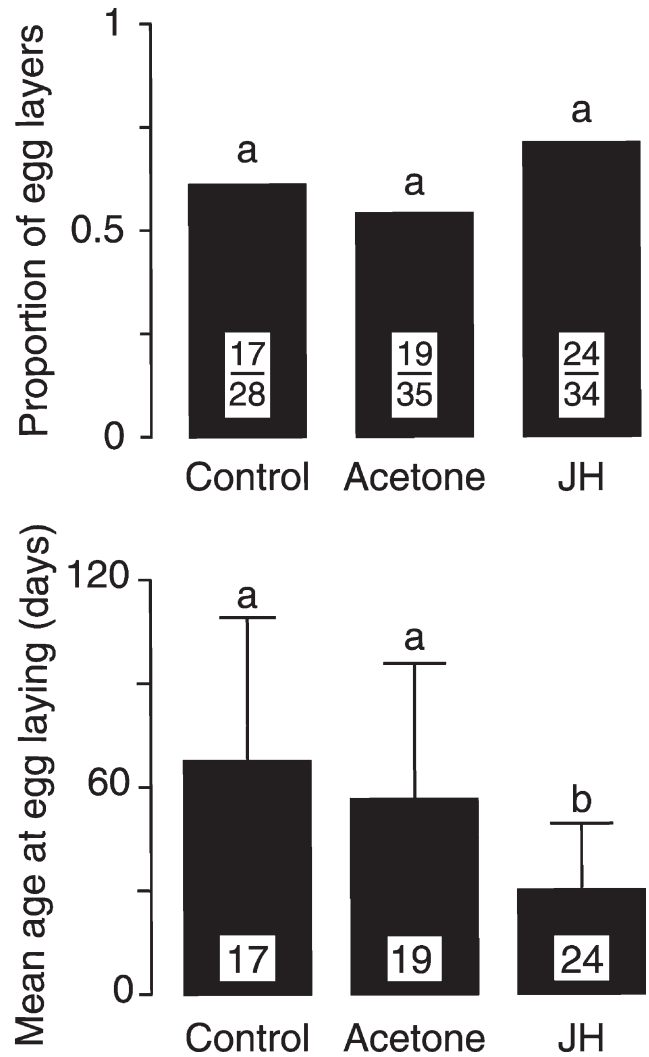 Proportion of egg layers
1
0.5
0
a
a
a
17
28
19
35
24
34
Control Acetone JH
Mean age at egg laying (days)
120
60
0
a
a
b
17
19
24
Control Acetone JH